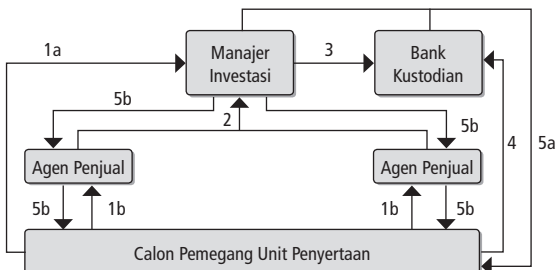 1a
Manajer
Investasi
3
Bank
Kustodian
5b
2
5b
4
5a
Agen Penjual
Agen Penjual
5b
1b
1b
5b
Calon Pemegang Unit Penyertaan